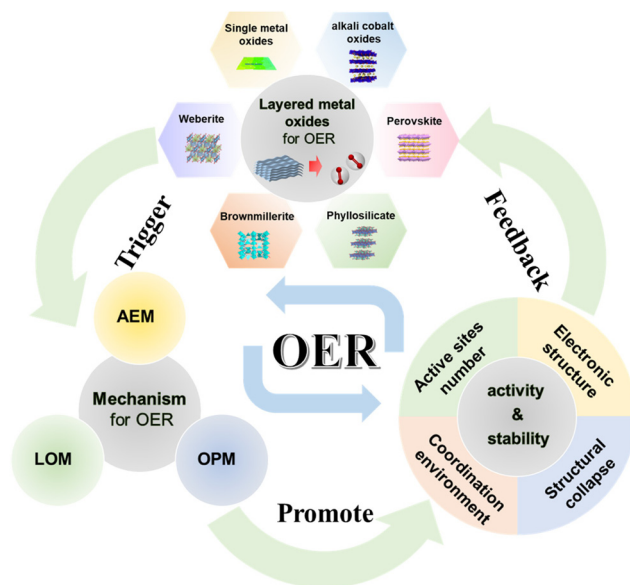 Single metal
oxides
alkali cobalt
oxides
Weberite
Layered metal
oxides
for OER
Perovskite
Brownmillerite
Phyllosilicate
Trigger
Feedback
AEM
Mechanism
for OER
LOM
OPM
OER
Active sites
number
Electronic
structure
activity
&
stability
Coordination
environment
Structural
collapse
Promote